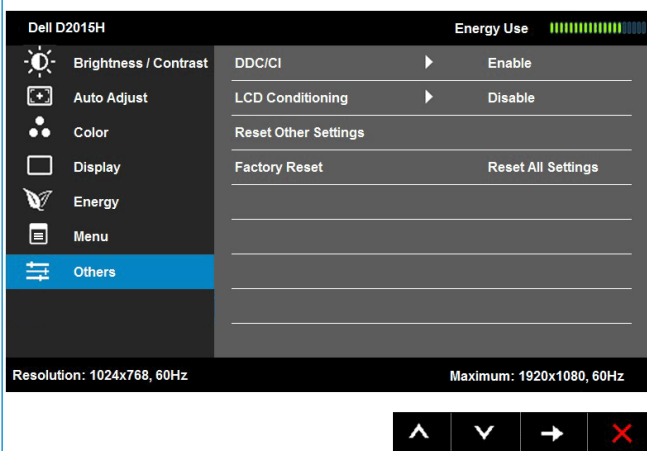 Dell D2015H Energy Use
Brightness / Contrast DDC/CI Enable
Auto Adjust LCD Conditioning Disable
Color Reset Other Settings
Display Factory Reset Reset All Settings
Energy
Menu
Others
Resolution: 1024x768, 60Hz Maximum: 1920x1080, 60Hz